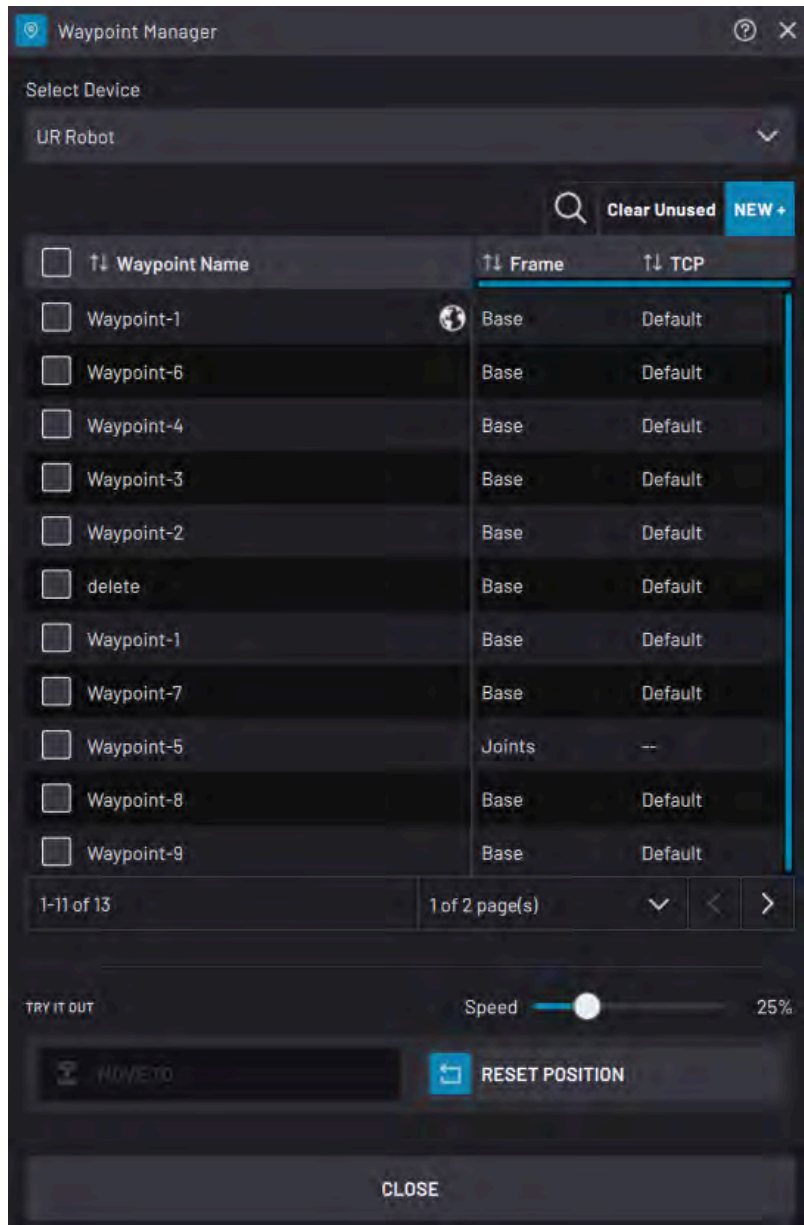 Waypoint Manager
Select Device
UR Robot
Clear Unused NEW +
Waypoint Name Frame TCP
Waypoint-1 Base Default
Waypoint-6 Base Default
Waypoint-4 Base Default
Waypoint-3 Base Default
Waypoint-2 Base Default
delete Base Default
Waypoint-1 Base Default
Waypoint-7 Base Default
Waypoint-5 Joints --
Waypoint-8 Base Default
Waypoint-9 Base Default
1-11 of 13 1 of 2 page(s)
TRY IT OUT Speed 25%
MOVE TO RESET POSITION
CLOSE